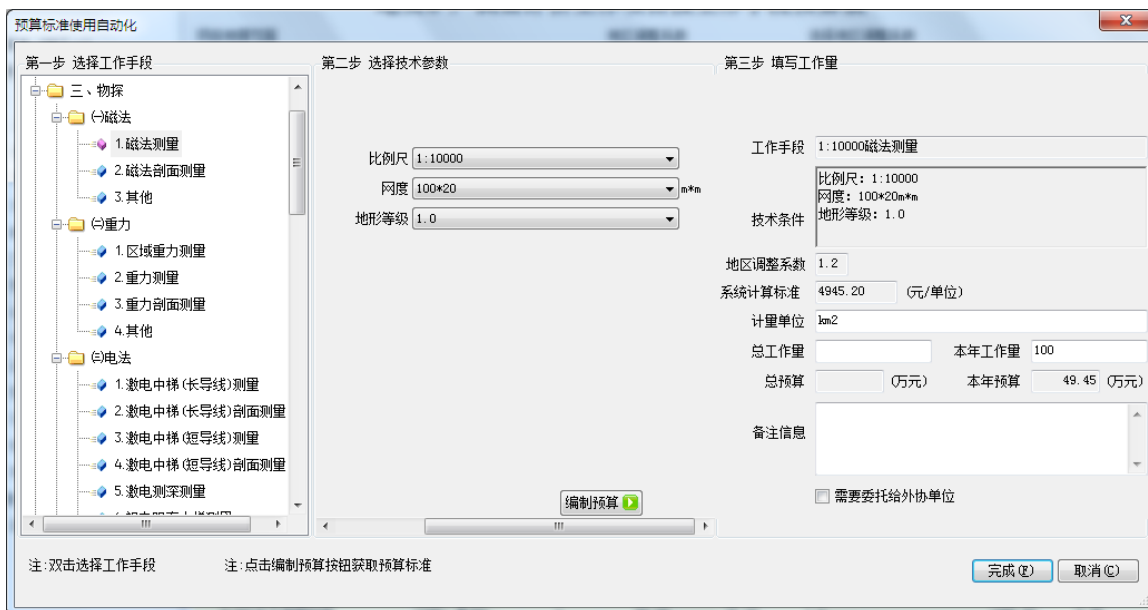 预算标准使用自动化
第一步 选择工作手段
三、物探
㈠磁法
1.磁法测量
2.磁法剖面测量
3.其他
㈡重力
1.区域重力测量
2.重力测量
3.重力剖面测量
4.其他
㈢电法
1.激电中梯(长导线)测量
2.激电中梯(长导线)剖面测量
3.激电中梯(短导线)测量
4.激电中梯(短导线)剖面测量
5.激电测深测量
注:双击选择工作手段
第二步 选择技术参数
比例尺 1:10000
网度 100*20 m*m
地形等级 1.0
编制预算
注:点击编制预算按钮获取预算标准
第三步 填写工作量
工作手段 1:10000磁法测量
技术条件
比例尺: 1:10000
网度: 100*20m*m
地形等级: 1.0
地区调整系数 1.2
系统计算标准 4945.20 (元/单位)
计量单位 km2
总工作量 本年工作量 100
总预算 (万元) 本年预算 49.45 (万元)
备注信息
需要委托给外协单位
完成(F) 取消(C)